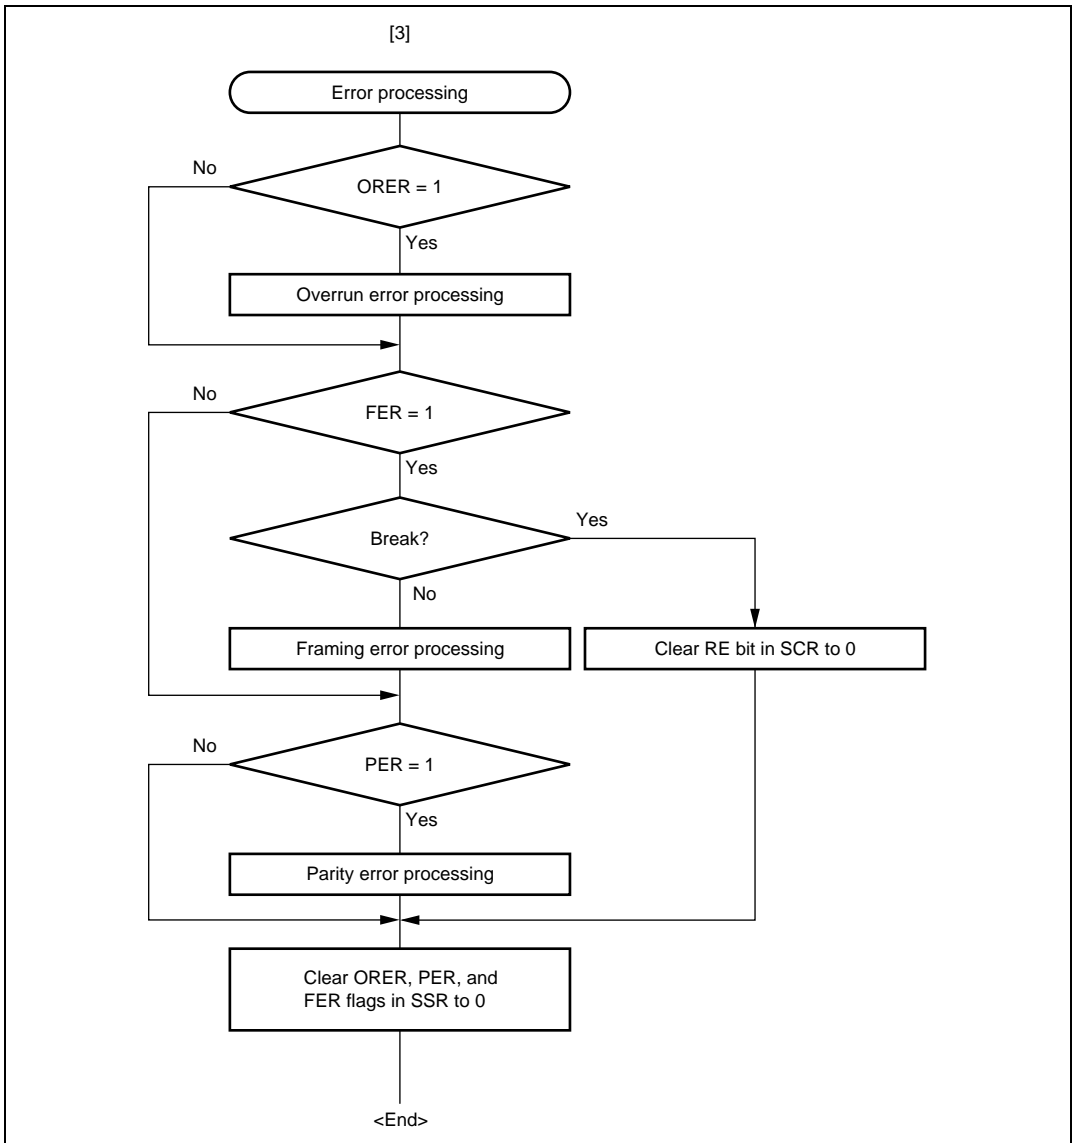 [3]
Error processing
No
ORER = 1
Yes
Overrun error processing
No
FER = 1
Yes
Break?
Yes
No
Framing error processing
Clear RE bit in SCR to 0
No
PER = 1
Yes
Parity error processing
Clear ORER, PER, and
FER flags in SSR to 0
<End>